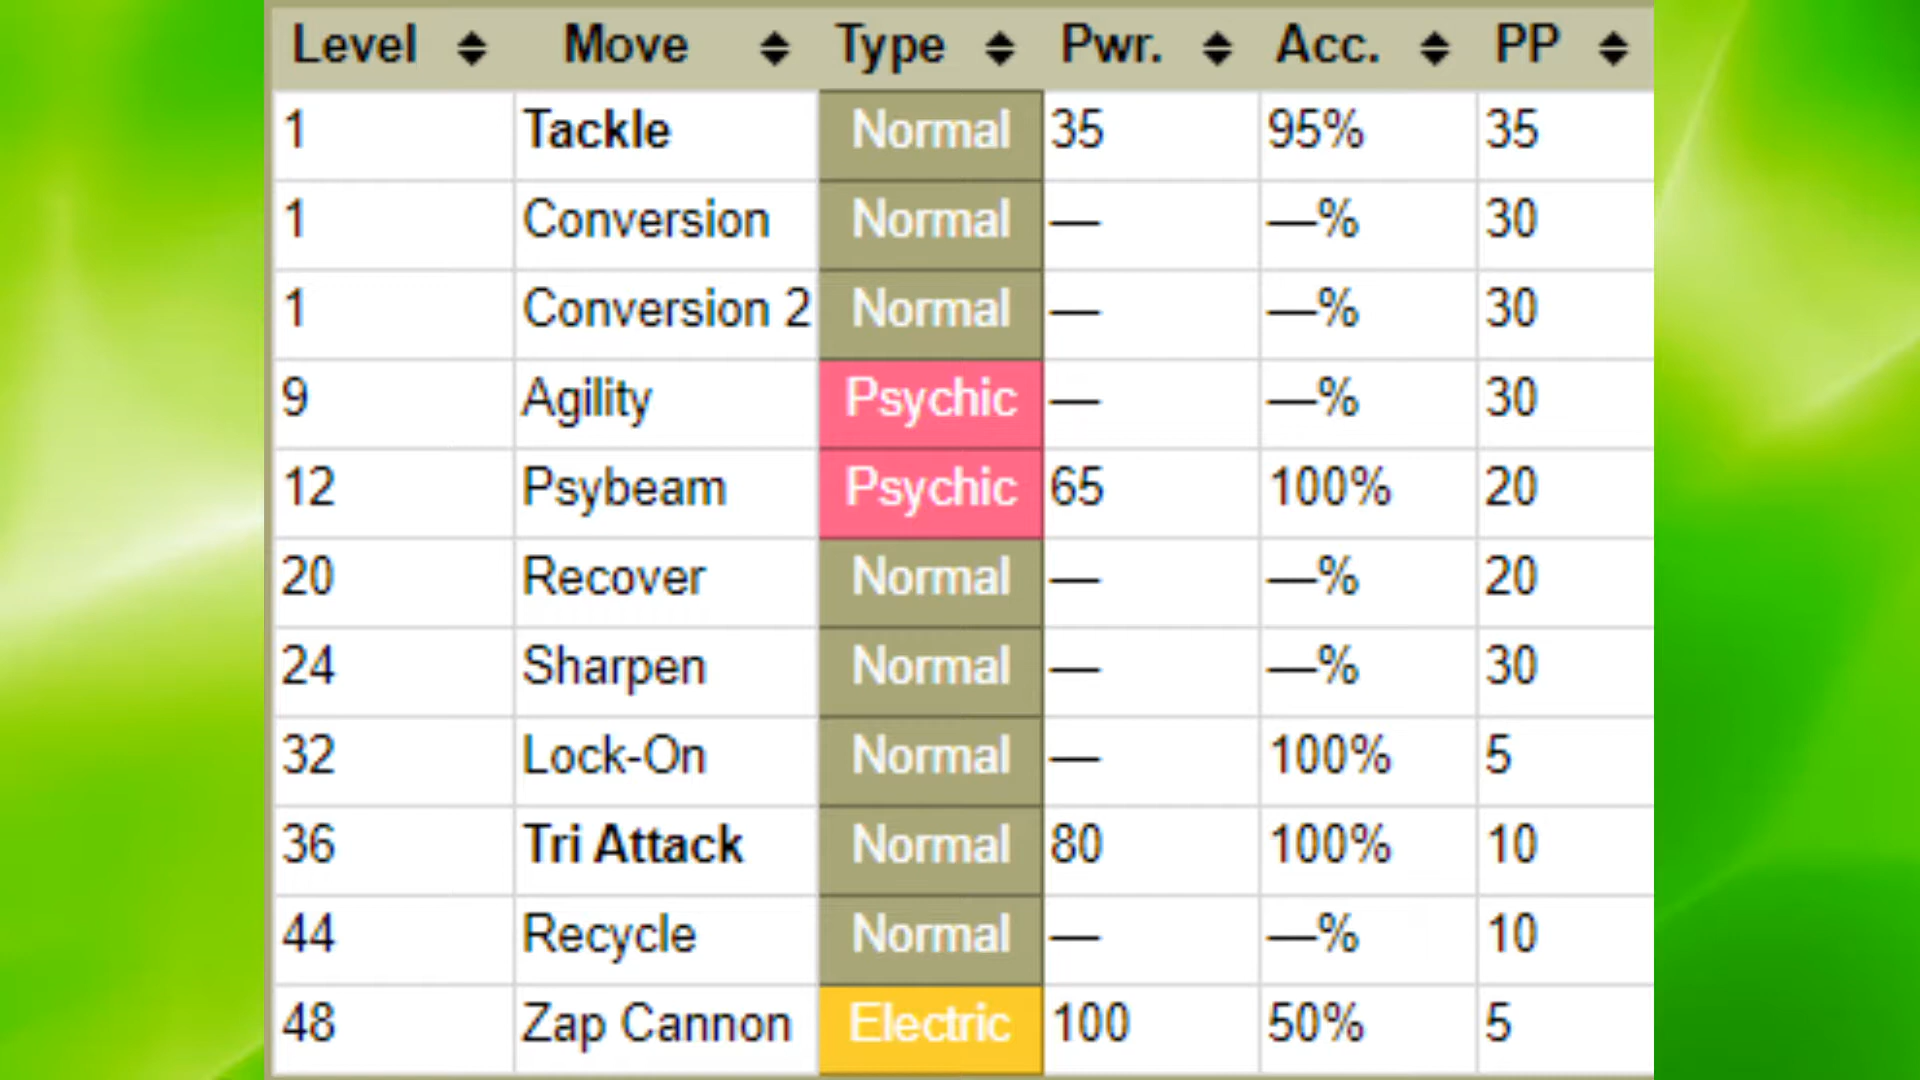 Level Move Type Pwr. Acc. PP
1 Tackle Normal 35 95% 35
1 Conversion Normal — —% 30
1 Conversion 2 Normal — —% 30
9 Agility Psychic — —% 30
12 Psybeam Psychic 65 100% 20
20 Recover Normal — —% 20
24 Sharpen Normal — —% 30
32 Lock-On Normal — 100% 5
36 Tri Attack Normal 80 100% 10
44 Recycle Normal — —% 10
48 Zap Cannon Electric 100 50% 5